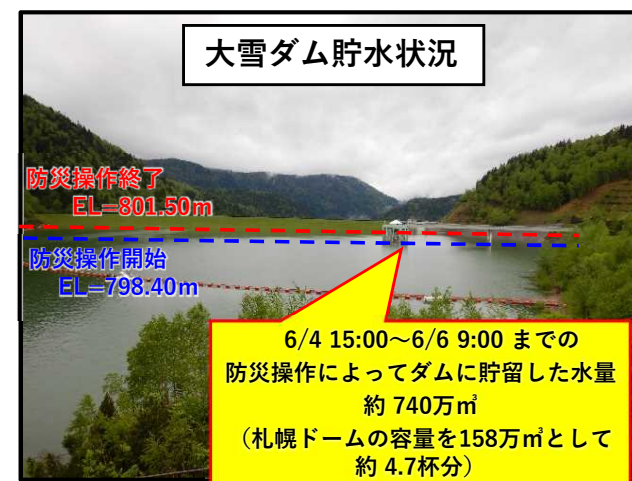 大雪ダム貯水状況
防災操作終了
EL=801.50m
防災操作開始
EL=798.40m
6/4 15:00~6/6 9:00 までの
防災操作によってダムに貯留した水量
約 740万㎥
(札幌ドームの容量を158万㎥として
約 4.7杯分)